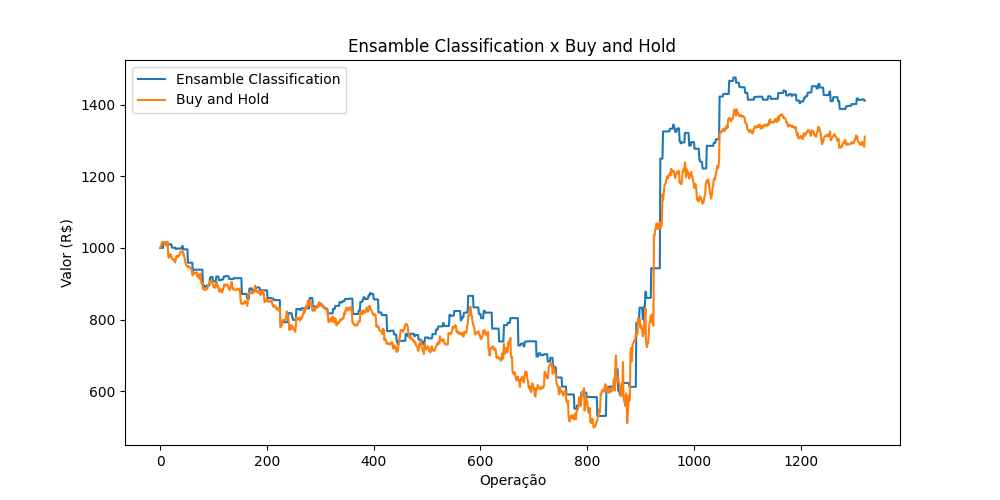 Ensamble Classification x Buy and Hold
Ensamble Classification
Buy and Hold
Valor (R$)
1400
1200
1000
800
600
0 200 400 600 800 1000 1200
Operação